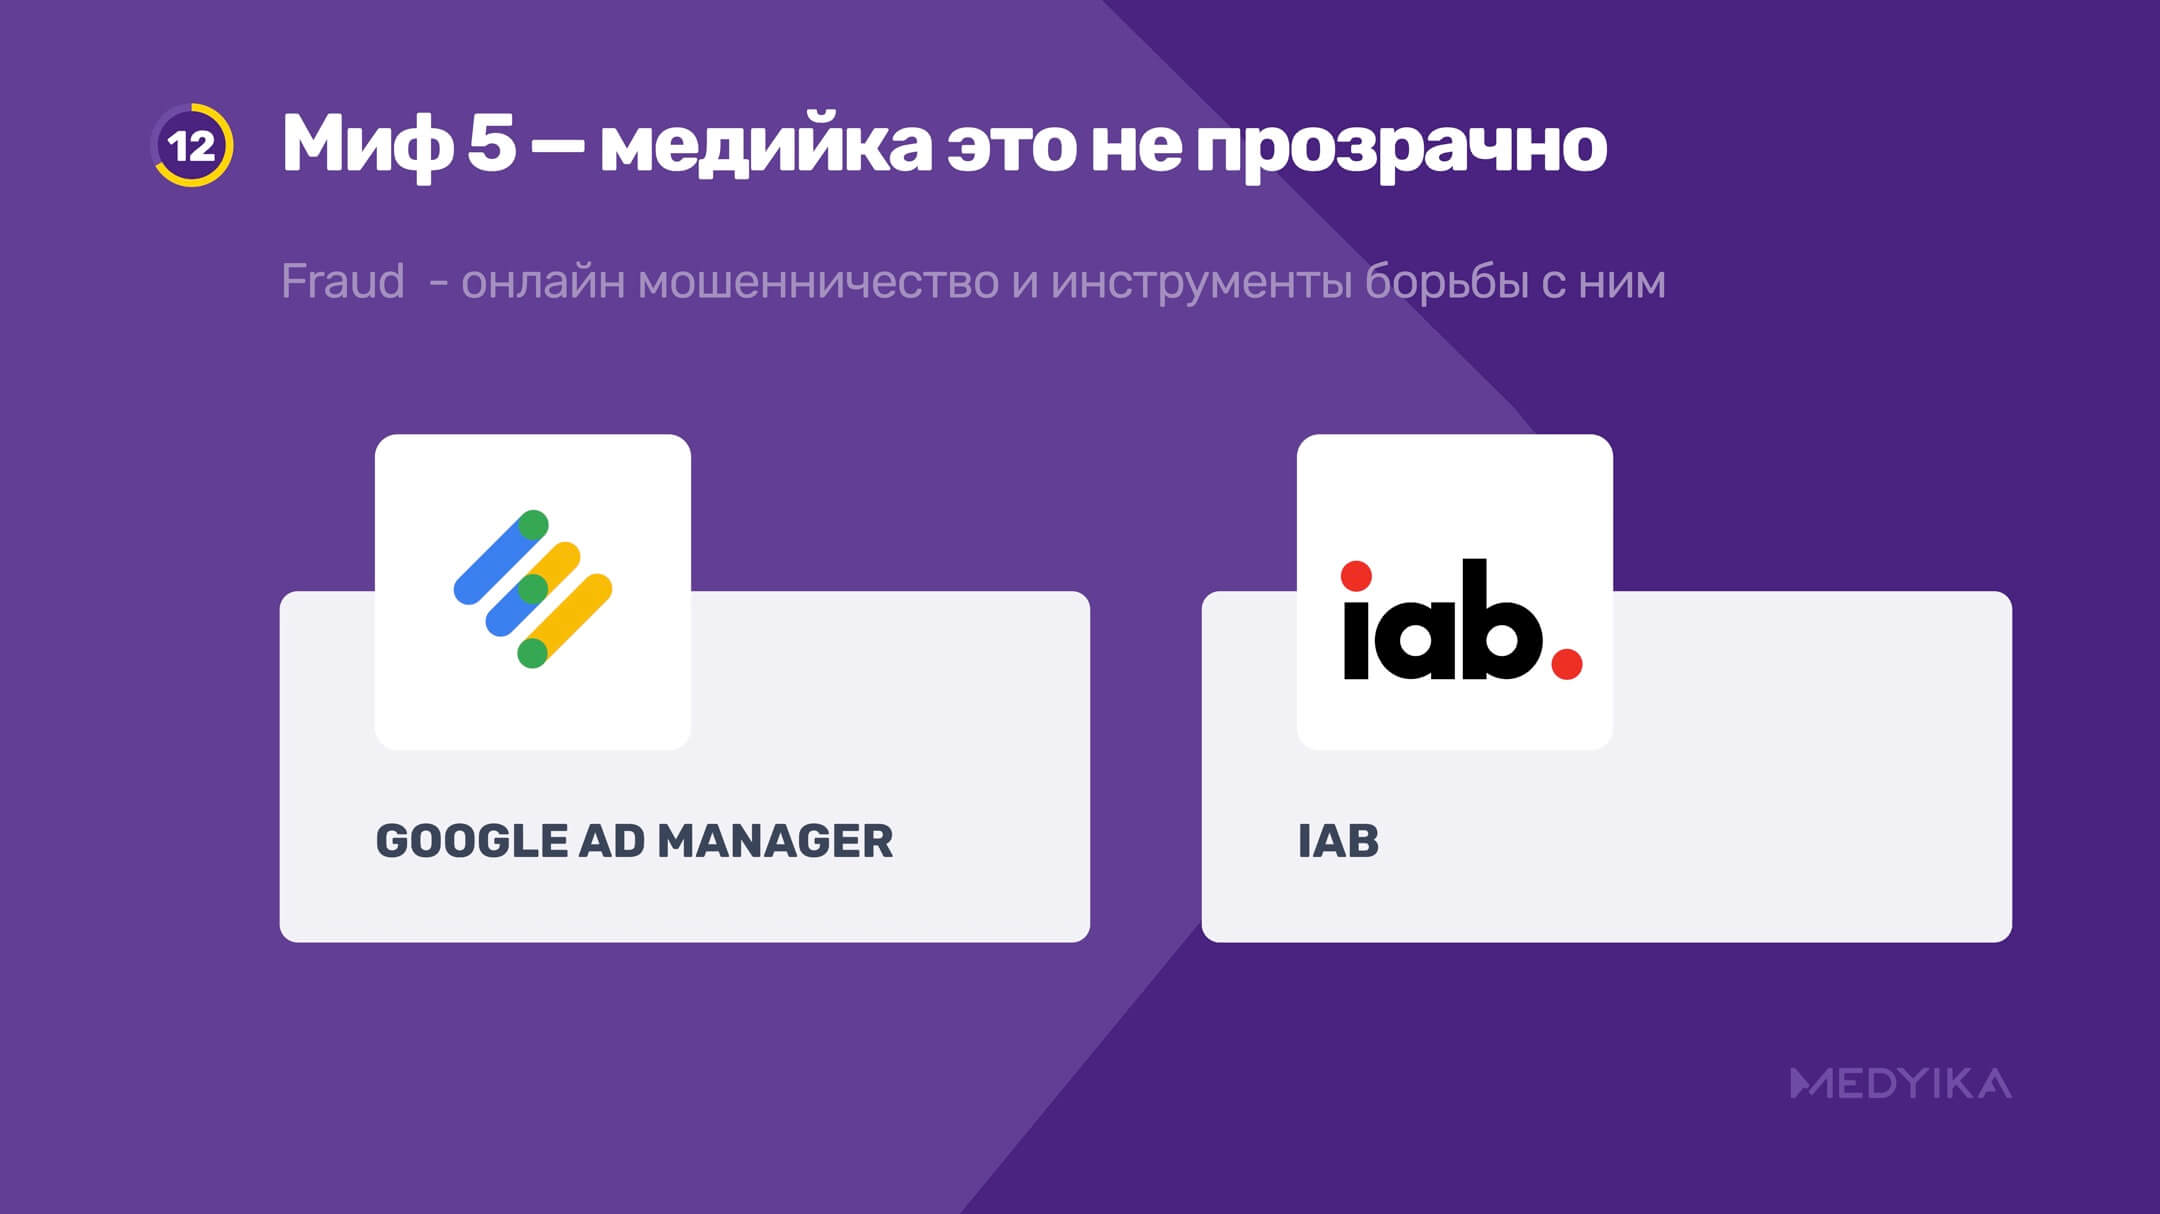 12
Миф 5 — медийка это не прозрачно
Fraud - онлайн мошенничество и инструменты борьбы с ним
iab.
GOOGLE AD MANAGER
IAB
MEDYIKA